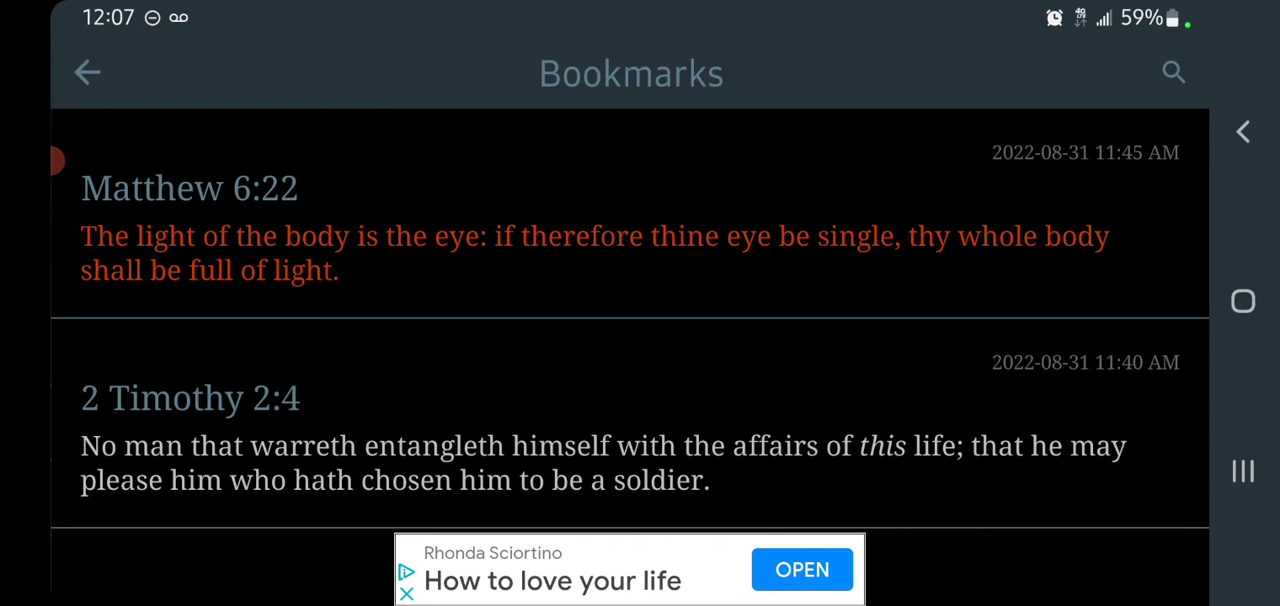 12:07
59%
Bookmarks
2022-08-31 11:45 AM
Matthew 6:22
The light of the body is the eye: if therefore thine eye be single, thy whole body
shall be full of light.
2022-08-31 11:40 AM
2 Timothy 2:4
No man that warreth entangleth himself with the affairs of this life; that he may
please him who hath chosen him to be a soldier.
Rhonda Sciortino
How to love your life
OPEN